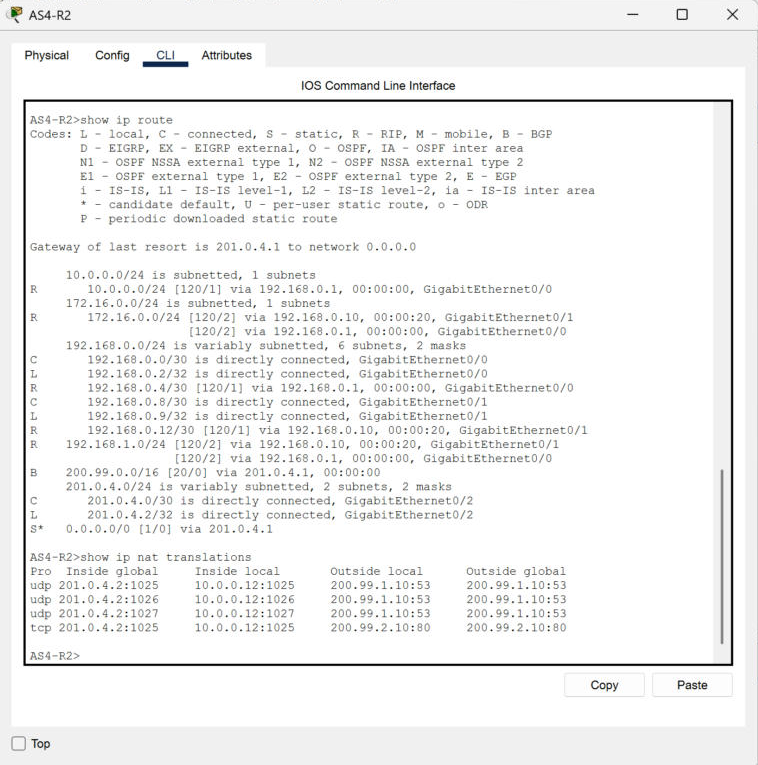 AS4-R2
Physical Config CLI Attributes
IOS Command Line Interface
AS4-R2>show ip route
Codes: L - local, C - connected, S - static, R - RIP, M - mobile, B - BGP
       D - EIGRP, EX - EIGRP external, O - OSPF, IA - OSPF inter area
       N1 - OSPF NSSA external type 1, N2 - OSPF NSSA external type 2
       E1 - OSPF external type 1, E2 - OSPF external type 2, E - EGP
       i - IS-IS, L1 - IS-IS level-1, L2 - IS-IS level-2, ia - IS-IS inter area
       * - candidate default, U - per-user static route, o - ODR
       P - periodic downloaded static route
Gateway of last resort is 201.0.4.1 to network 0.0.0.0
     10.0.0.0/24 is subnetted, 1 subnets
R       10.0.0.0/24 [120/1] via 192.168.0.1, 00:00:00, GigabitEthernet0/0
     172.16.0.0/24 is subnetted, 1 subnets
R       172.16.0.0/24 [120/2] via 192.168.0.10, 00:00:20, GigabitEthernet0/1
                      [120/2] via 192.168.0.1, 00:00:00, GigabitEthernet0/0
     192.168.0.0/24 is variably subnetted, 6 subnets, 2 masks
C       192.168.0.0/30 is directly connected, GigabitEthernet0/0
L       192.168.0.2/32 is directly connected, GigabitEthernet0/0
R       192.168.0.4/30 [120/1] via 192.168.0.1, 00:00:00, GigabitEthernet0/0
C       192.168.0.8/30 is directly connected, GigabitEthernet0/1
L       192.168.0.9/32 is directly connected, GigabitEthernet0/1
R       192.168.0.12/30 [120/1] via 192.168.0.10, 00:00:20, GigabitEthernet0/1
R    192.168.1.0/24 [120/2] via 192.168.0.10, 00:00:20, GigabitEthernet0/1
                    [120/2] via 192.168.0.1, 00:00:00, GigabitEthernet0/0
B    200.99.0.0/16 [20/0] via 201.0.4.1, 00:00:00
     201.0.4.0/24 is variably subnetted, 2 subnets, 2 masks
C       201.0.4.0/30 is directly connected, GigabitEthernet0/2
L       201.0.4.2/32 is directly connected, GigabitEthernet0/2
S*   0.0.0.0/0 [1/0] via 201.0.4.1
AS4-R2>show ip nat translations
Pro  Inside global     Inside local       Outside local      Outside global
udp 201.0.4.2:1025     10.0.0.12:1025     200.99.1.10:53     200.99.1.10:53
udp 201.0.4.2:1026     10.0.0.12:1026     200.99.1.10:53     200.99.1.10:53
udp 201.0.4.2:1027     10.0.0.12:1027     200.99.1.10:53     200.99.1.10:53
tcp 201.0.4.2:1025     10.0.0.12:1025     200.99.2.10:80     200.99.2.10:80
AS4-R2>
Copy Paste
Top